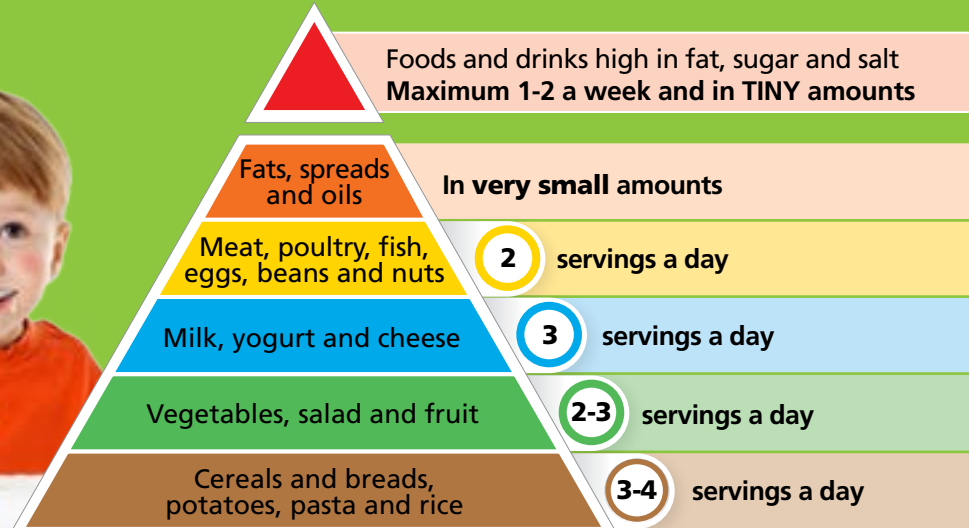 Foods and drinks high in fat, sugar and salt
Maximum 1-2 a week and in TINY amounts
Fats, spreads
and oils
In very small amounts
Meat, poultry, fish,
eggs, beans and nuts
2 servings a day
Milk, yogurt and cheese
3 servings a day
Vegetables, salad and fruit
2-3 servings a day
Cereals and breads,
potatoes, pasta and rice
3-4 servings a day